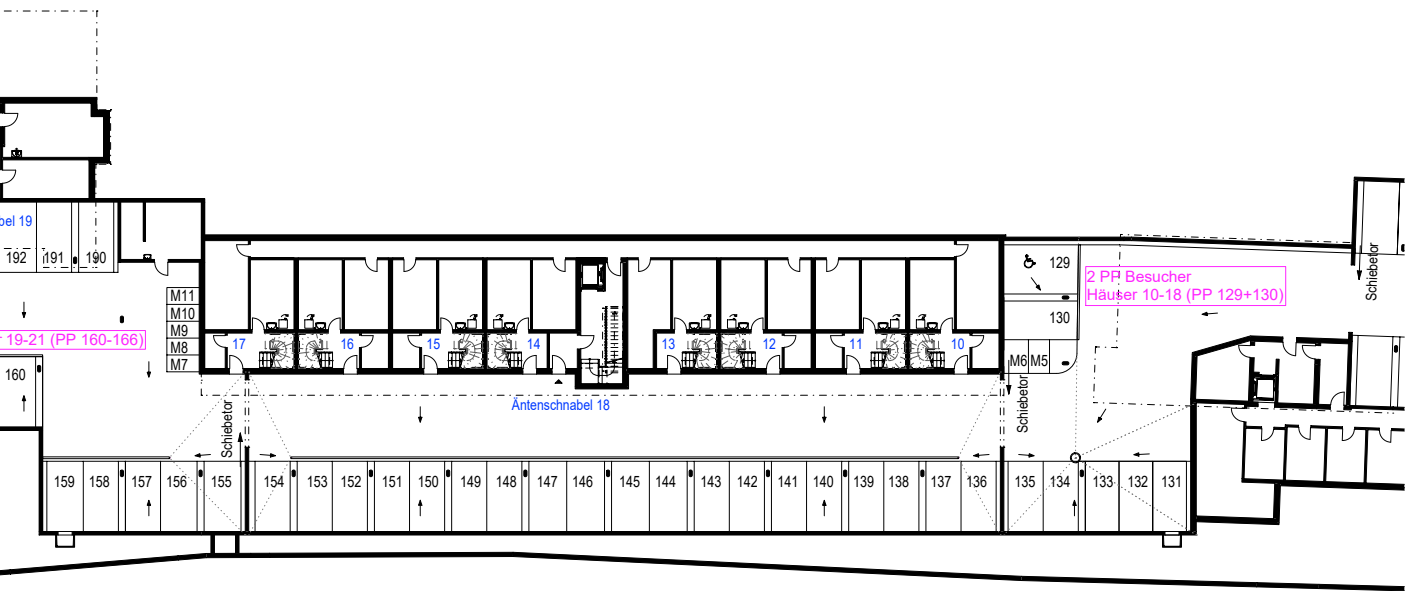 bel 19
192 191 190
M11
M10
M9
M8
M7
19-21 (PP 160-166)
160
17 16 15 14 13 12 11 10
Äntenschnabel 18
Schiebetor
Schiebetor
Schiebetor
129
130
M6 M5
2 PP Besucher
Häuser 10-18 (PP 129+130)
159 158 157 156 155 154 153 152 151 150 149 148 147 146 145 144 143 142 141 140 139 138 137 136 135 134 133 132 131